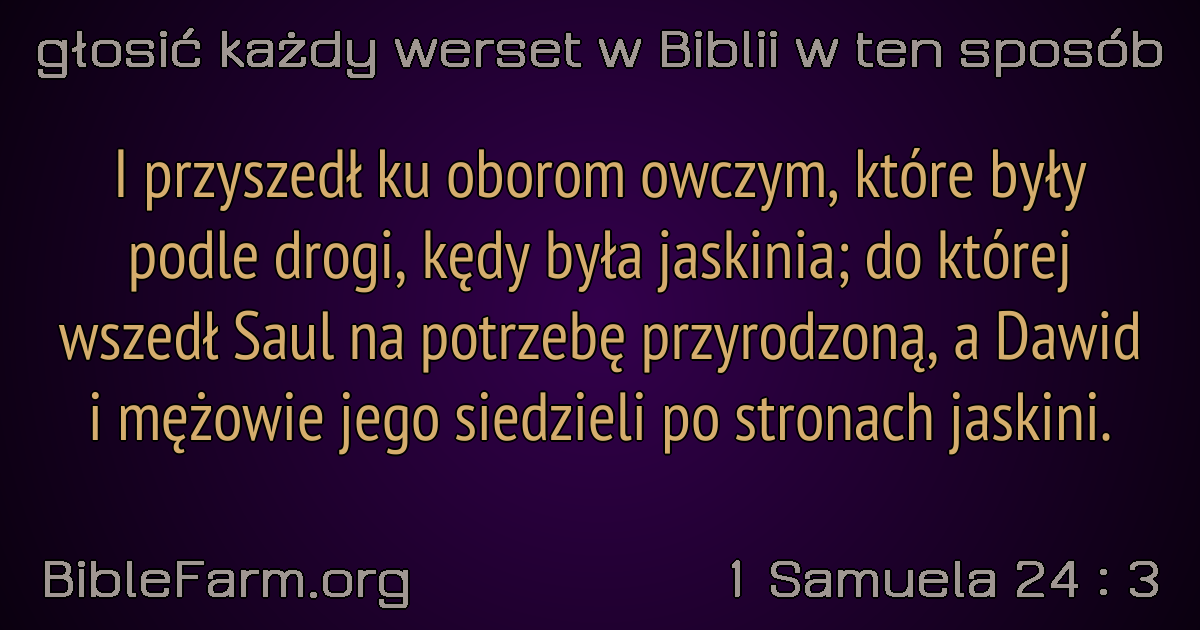 głosić każdy werset w Biblii w ten sposób
I przyszedł ku oborom owczym, które były
podle drogi, kędy była jaskinia; do której
wszedł Saul na potrzebę przyrodzoną, a Dawid
i mężowie jego siedzieli po stronach jaskini.
BibleFarm.org
1 Samuela 24 : 3